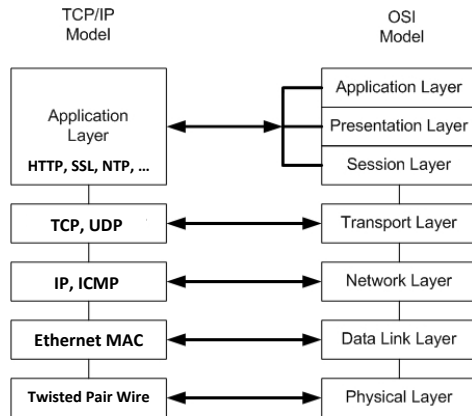 TCP/IP
Model
OSI
Model
Application
Layer
HTTP, SSL, NTP, ...
Application Layer
Presentation Layer
Session Layer
TCP, UDP
Transport Layer
IP, ICMP
Network Layer
Ethernet MAC
Data Link Layer
Twisted Pair Wire
Physical Layer